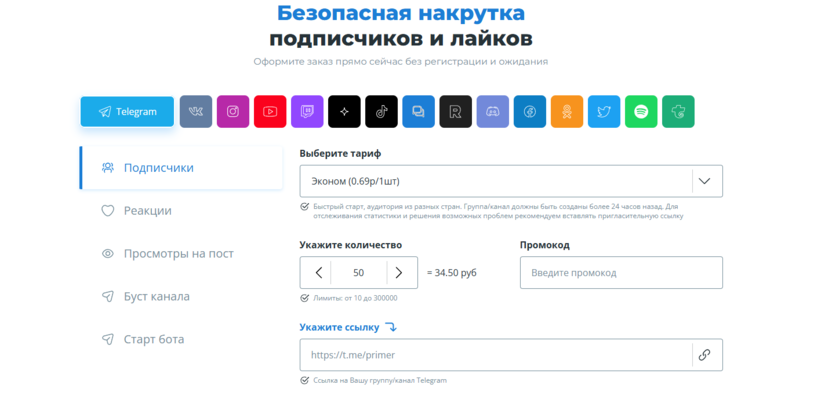 Безопасная накрутка
подписчиков и лайков
Оформите заказ прямо сейчас без регистрации и ожидания
Telegram
Подписчики
Реакции
Просмотры на пост
Буст канала
Старт бота
Выберите тариф
Эконом (0.69р/1шт)
Быстрый старт, аудитория из разных стран. Группа/канал должны быть созданы более 24 часов назад. Для
отслеживания статистики и решения возможных проблем рекомендуем вставлять пригласительную ссылку
Укажите количество
50
= 34.50 руб
Лимиты: от 10 до 300000
Промокод
Введите промокод
Укажите ссылку
https://t.me/primer
Ссылка на Вашу группу/канал Telegram